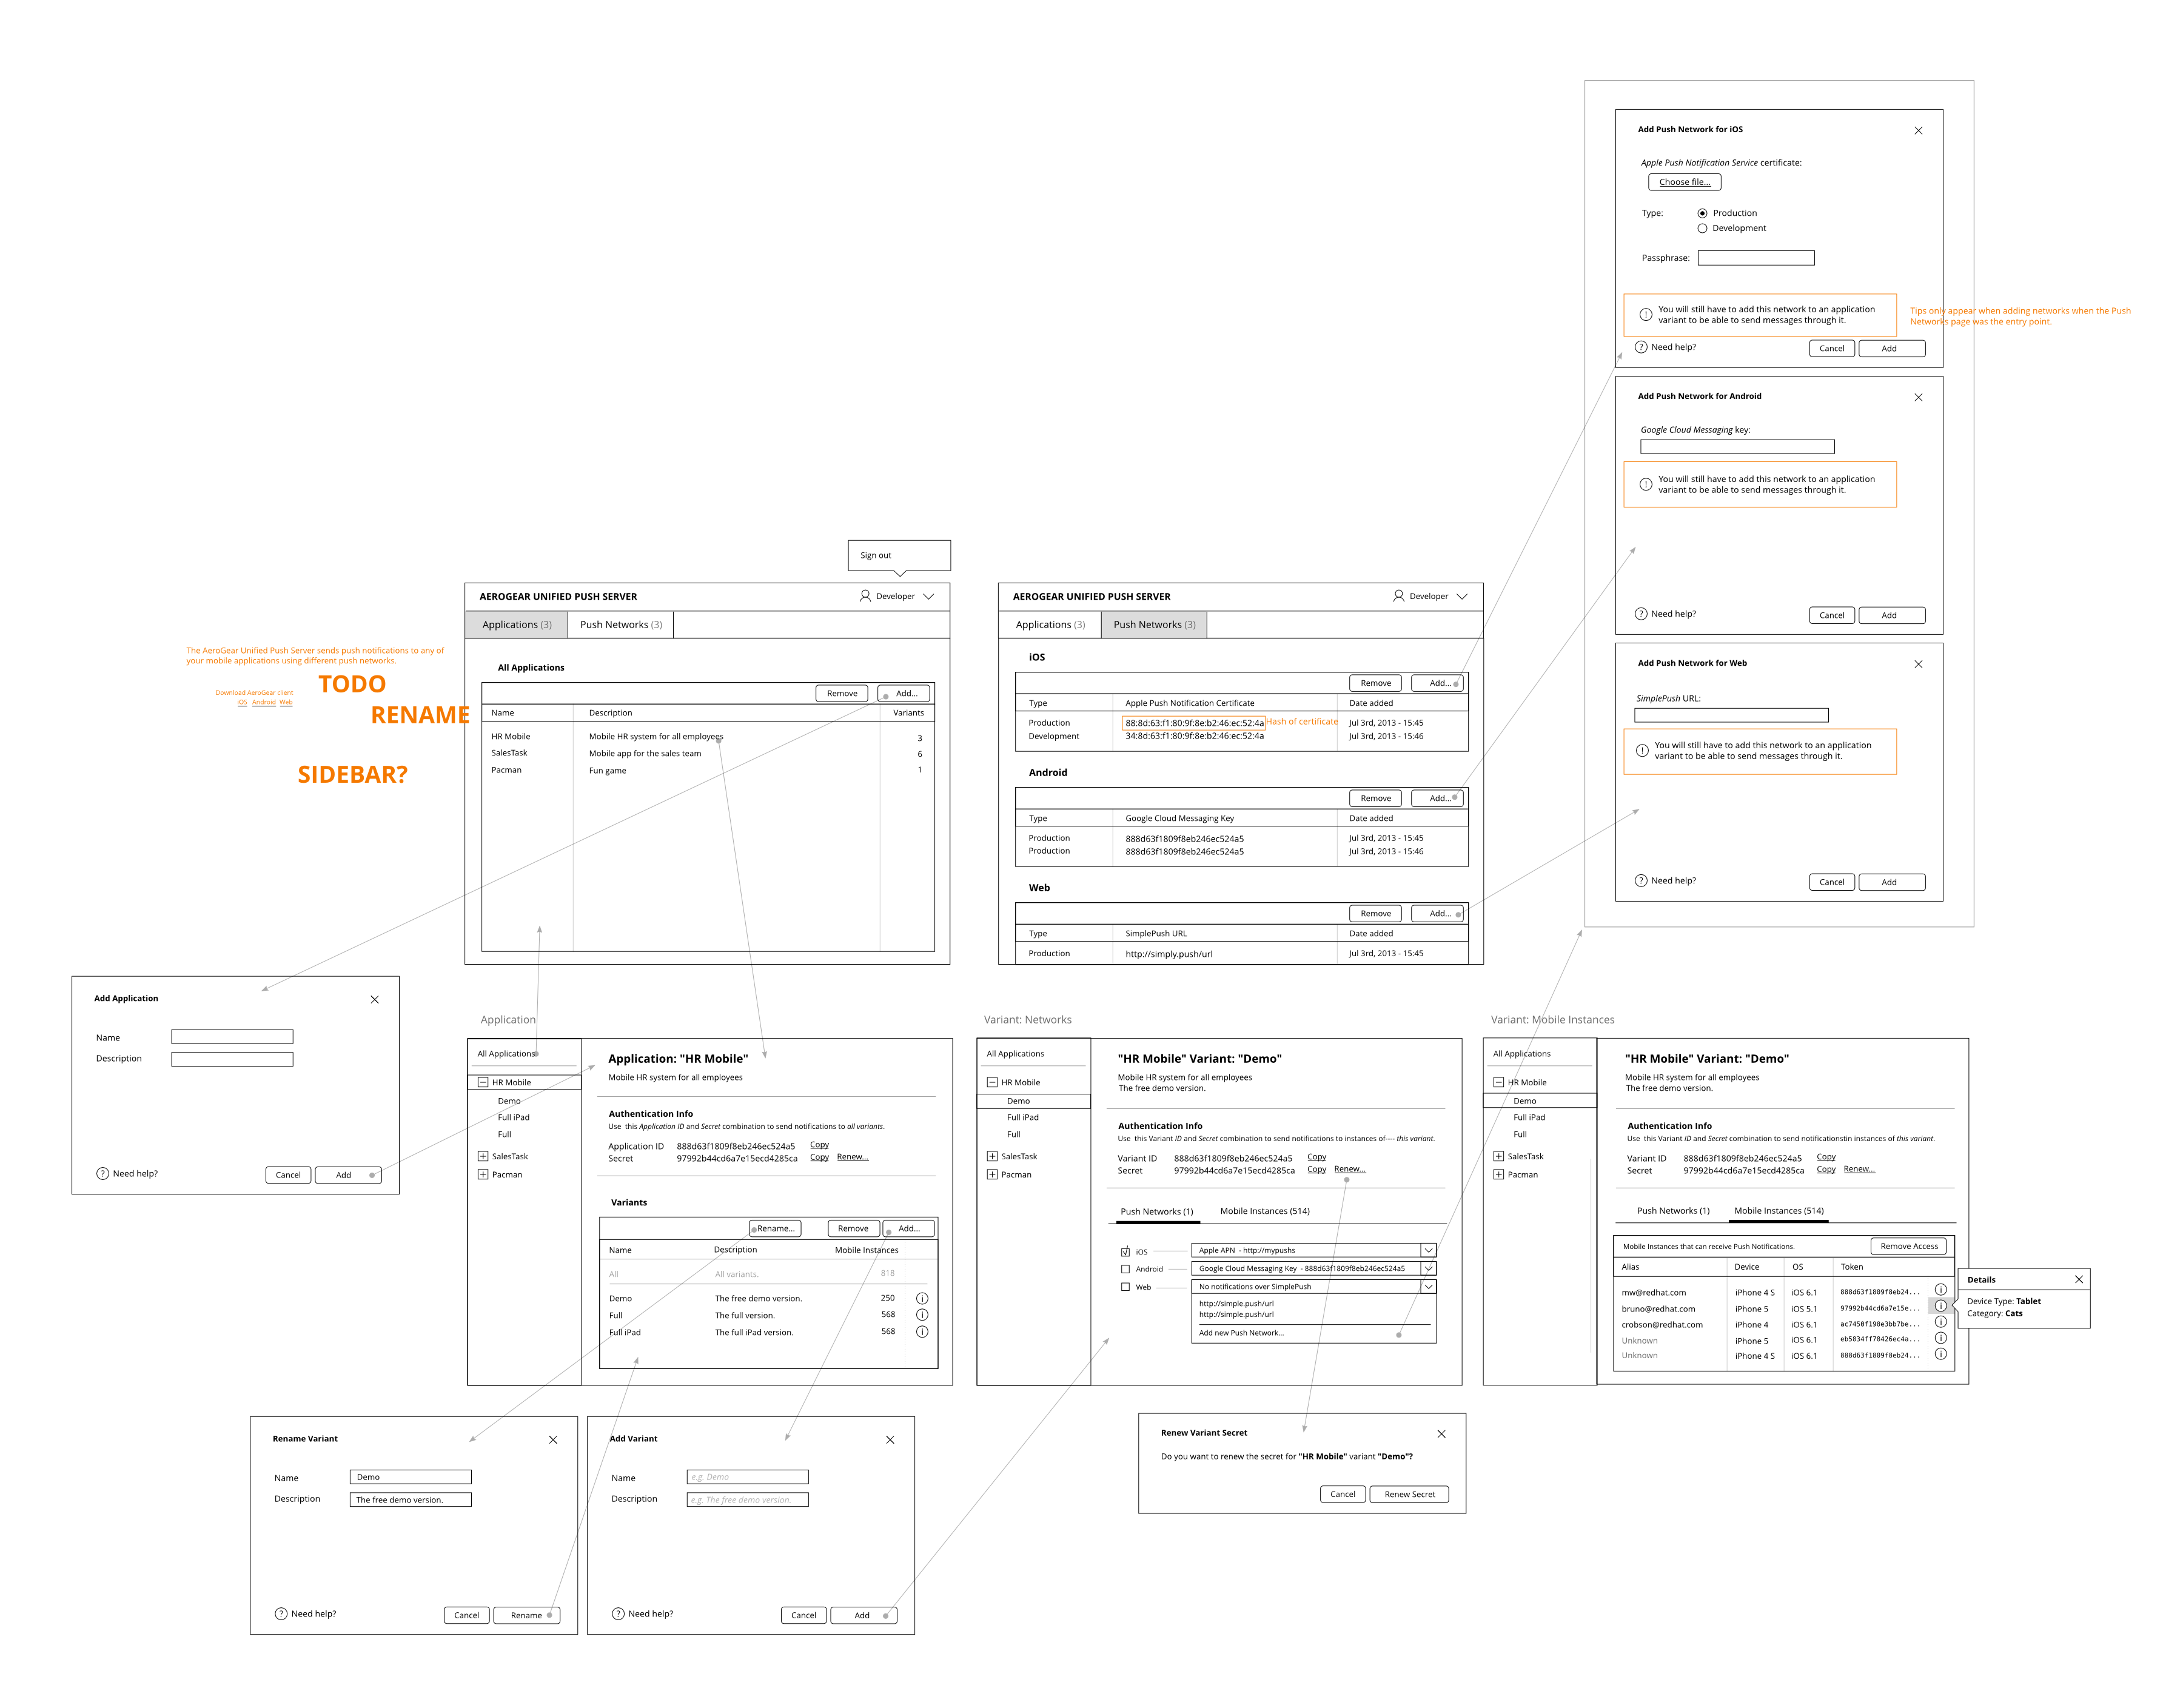 Add Push Network for iOS
Apple Push Notification Service certificate:
Choose file...
Type:
Production
Development
Passphrase:
You will still have to add this network to an application
variant to be able to send messages through it.
Need help?
Cancel
Add
Tips only appear when adding networks when the Push
Networks page was the entry point.
Add Push Network for Android
Google Cloud Messaging key:
You will still have to add this network to an application
variant to be able to send messages through it.
Need help?
Cancel
Add
Add Push Network for Web
SimplePush URL:
You will still have to add this network to an application
variant to be able to send messages through it.
Need help?
Cancel
Add
The AeroGear Unified Push Server sends push notifications to any of
your mobile applications using different push networks.
TODO
Download AeroGear client
iOS Android Web
RENAME
SIDEBAR?
Sign out
AEROGEAR UNIFIED PUSH SERVER
Developer
Applications (3)
Push Networks (3)
All Applications
Remove
Add...
Name Description Variants
HR Mobile Mobile HR system for all employees 3
SalesTask Mobile app for the sales team 6
Pacman Fun game 1
AEROGEAR UNIFIED PUSH SERVER
Developer
Applications (3)
Push Networks (3)
iOS
Remove
Add...
Type Apple Push Notification Certificate Date added
Production 88:8d:63:f1:80:9f:8e:b2:46:ec:52:4a Hash of certificate Jul 3rd, 2013 - 15:45
Development 34:8d:63:f1:80:9f:8e:b2:46:ec:52:4a Jul 3rd, 2013 - 15:46
Android
Remove
Add...
Type Google Cloud Messaging Key Date added
Production 888d63f1809f8eb246ec524a5 Jul 3rd, 2013 - 15:45
Production 888d63f1809f8eb246ec524a5 Jul 3rd, 2013 - 15:46
Web
Remove
Add...
Type SimplePush URL Date added
Production http://simply.push/url Jul 3rd, 2013 - 15:45
Add Application
Name
Description
Need help?
Cancel
Add
Application
All Applications
HR Mobile
Demo
Full iPad
Full
SalesTask
Pacman
Application: "HR Mobile"
Mobile HR system for all employees
Authentication Info
Use this Application ID and Secret combination to send notifications to all variants.
Application ID 888d63f1809f8eb246ec524a5 Copy
Secret 97992b44cd6a7e15ecd4285ca Copy Renew...
Variants
Rename...
Remove
Add...
Name Description Mobile Instances
All All variants. 818
Demo The free demo version. 250
Full The full version. 568
Full iPad The full iPad version. 568
Variant: Networks
All Applications
HR Mobile
Demo
Full iPad
Full
SalesTask
Pacman
"HR Mobile" Variant: "Demo"
Mobile HR system for all employees
The free demo version.
Authentication Info
Use this Variant ID and Secret combination to send notifications to instances of---- this variant.
Variant ID 888d63f1809f8eb246ec524a5 Copy
Secret 97992b44cd6a7e15ecd4285ca Copy Renew...
Push Networks (1)
Mobile Instances (514)
iOS Apple APN - http://mypushs
Android Google Cloud Messaging Key - 888d63f1809f8eb246ec524a5
Web No notifications over SimplePush
http://simple.push/url
http://simple.push/url
Add new Push Network...
Variant: Mobile Instances
All Applications
HR Mobile
Demo
Full iPad
Full
SalesTask
Pacman
"HR Mobile" Variant: "Demo"
Mobile HR system for all employees
The free demo version.
Authentication Info
Use this Variant ID and Secret combination to send notificationstin instances of this variant.
Variant ID 888d63f1809f8eb246ec524a5 Copy
Secret 97992b44cd6a7e15ecd4285ca Copy Renew...
Push Networks (1)
Mobile Instances (514)
Mobile Instances that can receive Push Notifications.
Remove Access
Alias Device OS Token
mw@redhat.com iPhone 4 S iOS 6.1 888d63f1809f8eb24...
bruno@redhat.com iPhone 5 iOS 5.1 97992b44cd6a7e15e...
crobson@redhat.com iPhone 4 iOS 6.1 ac7450f198e3bb7be...
Unknown iPhone 5 iOS 6.1 eb5834ff78426ec4a...
Unknown iPhone 4 S iOS 6.1 888d63f1809f8eb24...
Details
Device Type: Tablet
Category: Cats
Rename Variant
Name Demo
Description The free demo version.
Need help?
Cancel
Rename
Add Variant
Name e.g. Demo
Description e.g. The free demo version.
Need help?
Cancel
Add
Renew Variant Secret
Do you want to renew the secret for "HR Mobile" variant "Demo"?
Cancel
Renew Secret